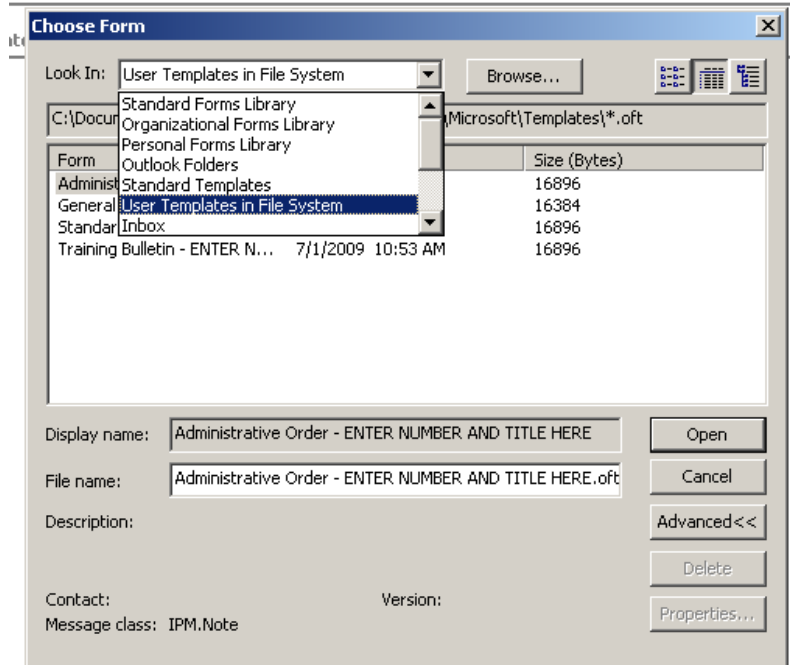 Choose Form
Look In: User Templates in File System Browse...
Standard Forms Library
Organizational Forms Library
Personal Forms Library
Outlook Folders
Standard Templates
User Templates in File System
Inbox
C:\Docu \Microsoft\Templates\*.oft
Form Size (Bytes)
Administ 16896
General 16384
Standar 16896
Training Bulletin - ENTER N... 7/1/2009 10:53 AM 16896
Display name: Administrative Order - ENTER NUMBER AND TITLE HERE Open
File name: Administrative Order - ENTER NUMBER AND TITLE HERE.oft Cancel
Description: Advanced<<
Delete
Contact: Version: Properties...
Message class: IPM.Note